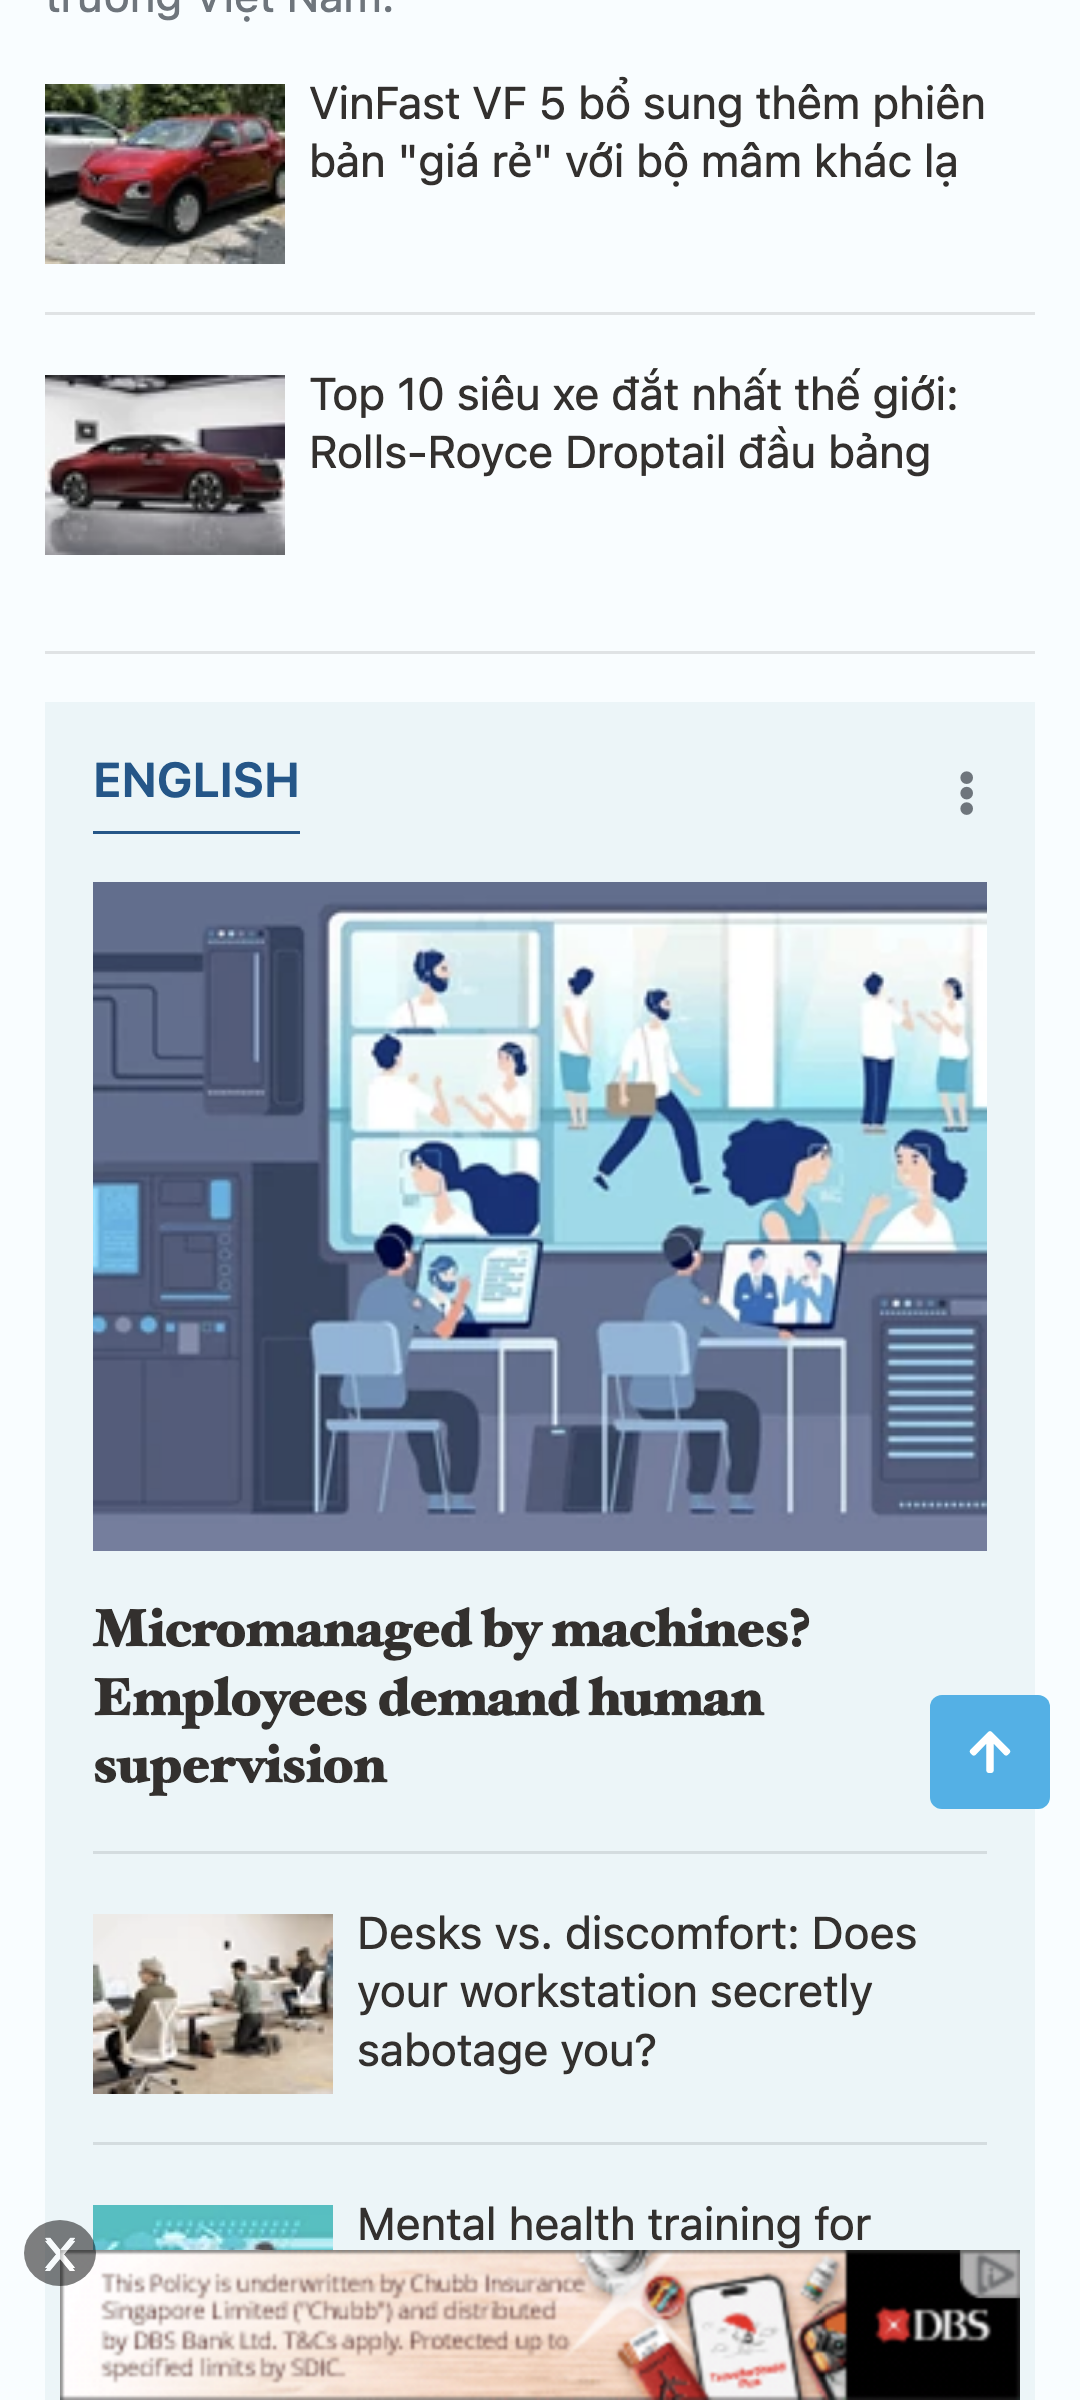 trường Việt Nam.
VinFast VF 5 bổ sung thêm phiên
bản "giá rẻ" với bộ mâm khác lạ
Top 10 siêu xe đắt nhất thế giới:
Rolls-Royce Droptail đầu bảng
ENGLISH
Micromanaged by machines?
Employees demand human
supervision
Desks vs. discomfort: Does
your workstation secretly
sabotage you?
Mental health training for
X
This Policy is underwritten by Chubb Insurance
Singapore Limited ("Chubb") and distributed
by DBS Bank Ltd. T&Cs apply. Protected up to
specified limits by SDIC.
DBS